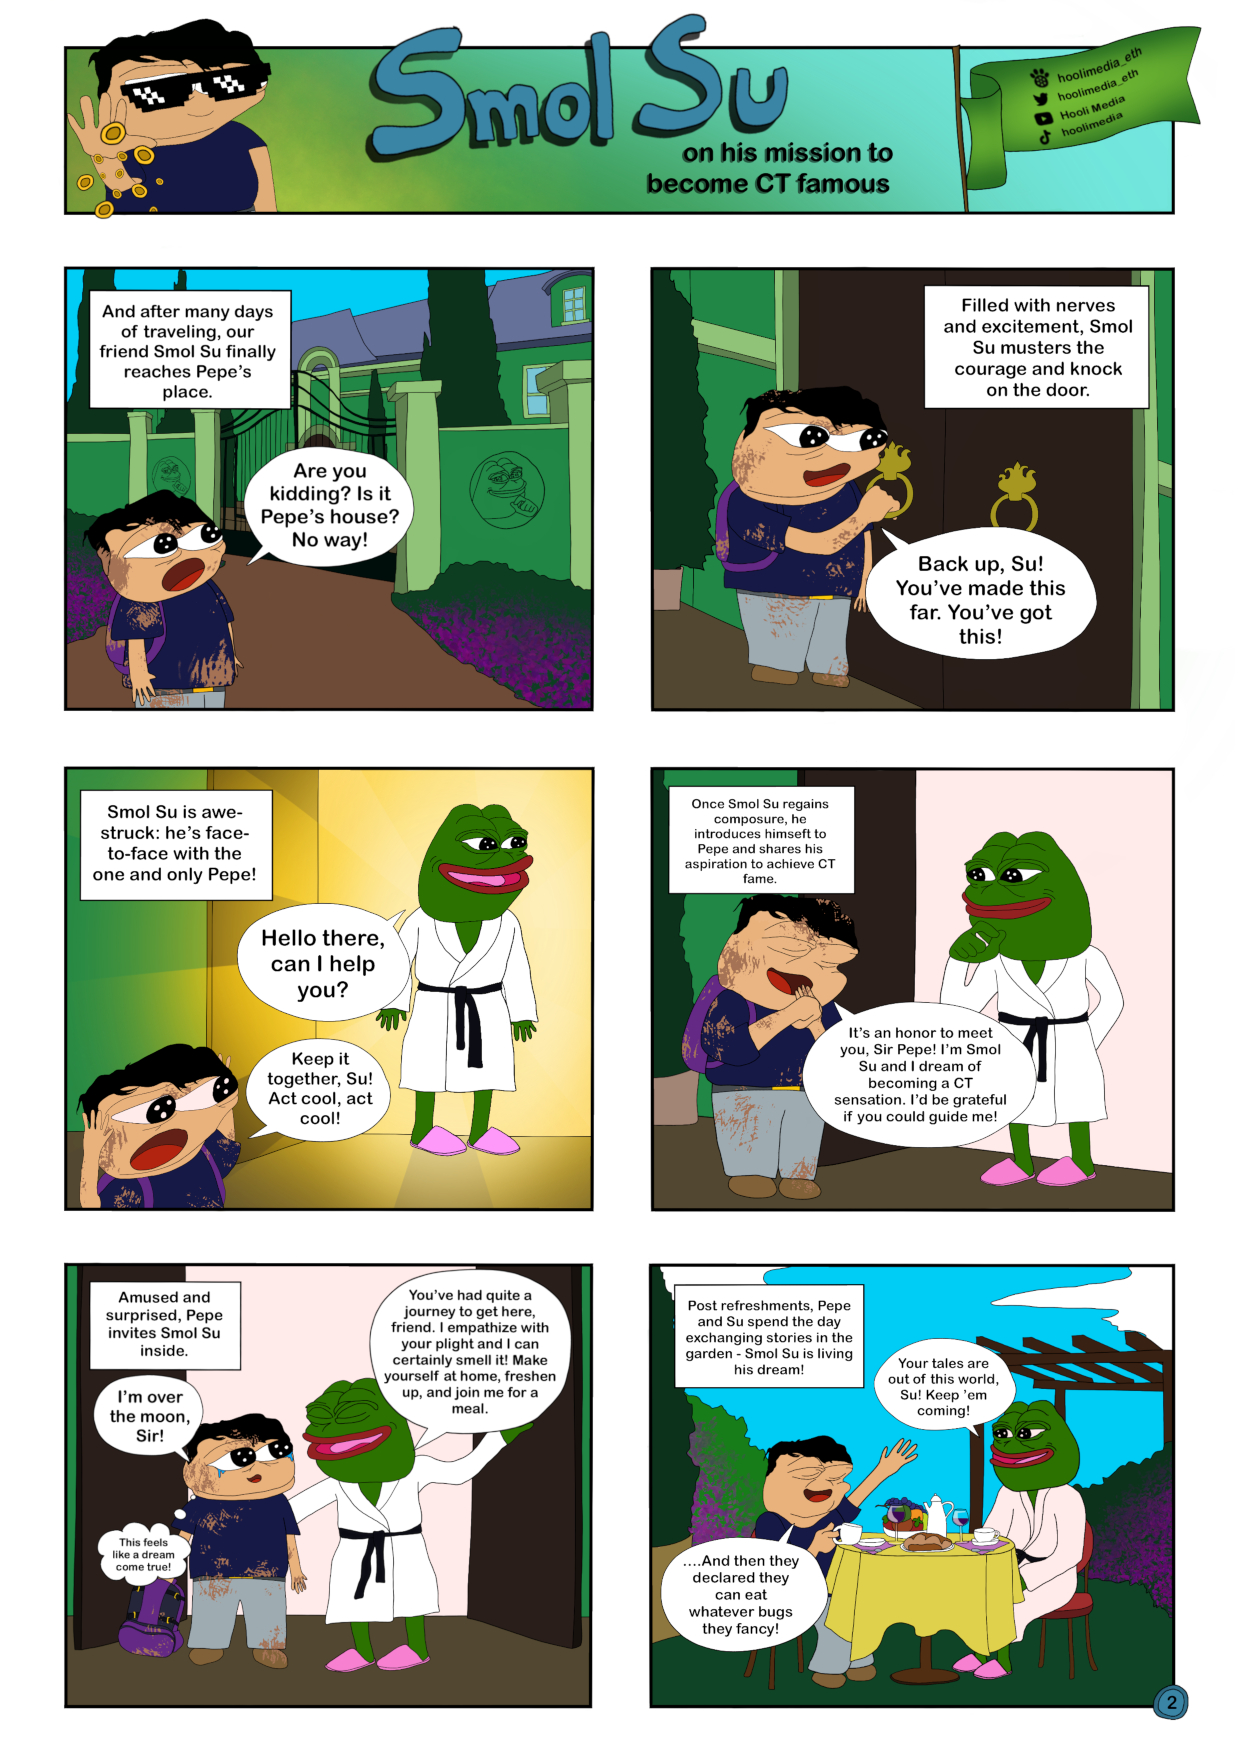 Smol Su
on his mission to
become CT famous
hoolimedia_eth
hoolimedia_eth
Hooli Media
hoolimedia
And after many days
of traveling, our
friend Smol Su finally
reaches Pepe's
place.
Are you
kidding? Is it
Pepe's house?
No way!
Filled with nerves
and excitement, Smol
Su musters the
courage and knock
on the door.
Back up, Su!
You've made this
far. You've got
this!
Smol Su is awe-
struck: he's face-
to-face with the
one and only Pepe!
Hello there,
can I help
you?
Keep it
together, Su!
Act cool, act
cool!
Once Smol Su regains
composure, he
introduces himseft to
Pepe and shares his
aspiration to achieve CT
fame.
It's an honor to meet
you, Sir Pepe! I'm Smol
Su and I dream of
becoming a CT
sensation. I'd be grateful
if you could guide me!
Amused and
surprised, Pepe
invites Smol Su
inside.
You've had quite a
journey to get here,
friend. I empathize with
your plight and I can
certainly smell it! Make
yourself at home, freshen
up, and join me for a
meal.
I'm over
the moon,
Sir!
This feels
like a dream
come true!
Post refreshments, Pepe
and Su spend the day
exchanging stories in the
garden - Smol Su is living
his dream!
Your tales are
out of this world,
Su! Keep 'em
coming!
....And then they
declared they
can eat
whatever bugs
they fancy!
2